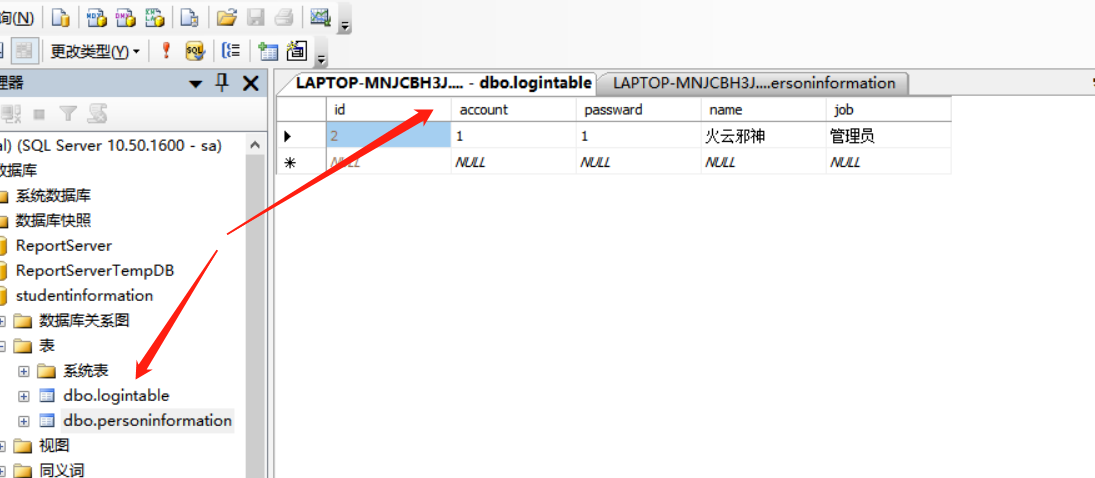 询(N)
更改类型(Y)
SQL
理器
LAPTOP-MNJCBH3J.... - dbo.logintable
LAPTOP-MNJCBH3J....ersoninformation
id account passward name job
2 1 1 火云邪神 管理员
NULL NULL NULL NULL NULL
al) (SQL Server 10.50.1600 - sa)
数据库
系统数据库
数据库快照
ReportServer
ReportServerTempDB
studentinformation
数据库关系图
表
系统表
dbo.logintable
dbo.personinformation
视图
同义词